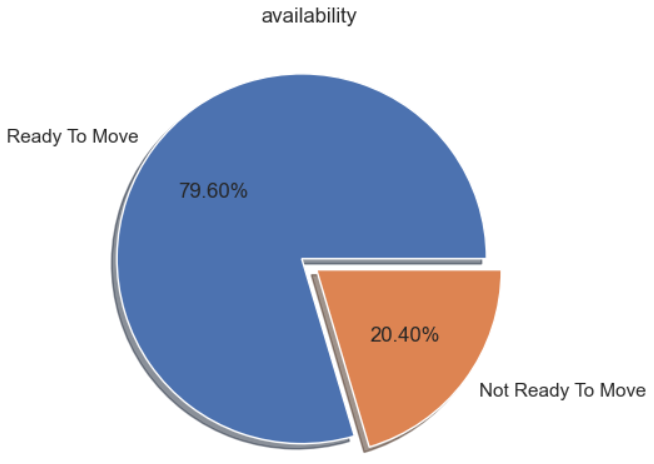 availability
Ready To Move
79.60%
20.40%
Not Ready To Move